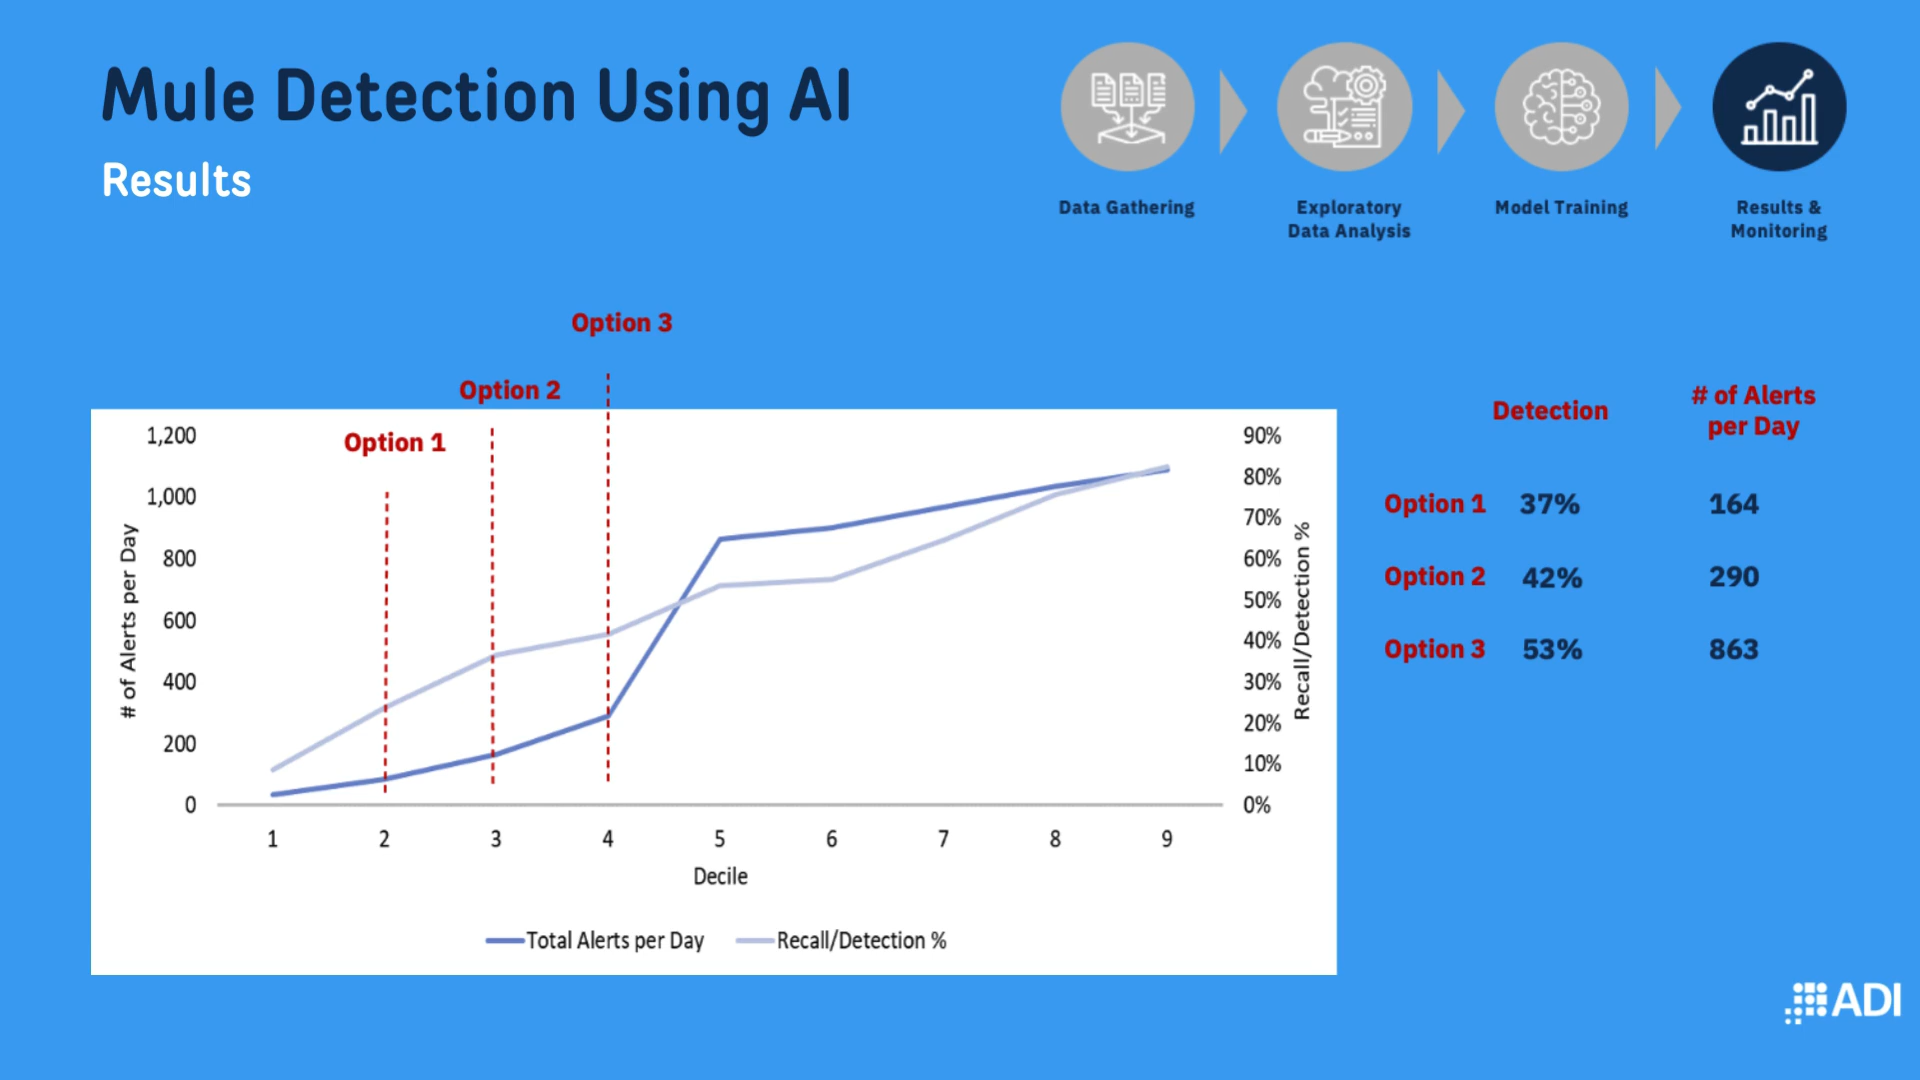 Mule Detection Using AI
Results
Data Gathering
Exploratory
Data Analysis
Model Training
Results &
Monitoring
Option 3
Option 2
Option 1
1,200
1,000
800
600
400
200
0
# of Alerts per Day
90%
80%
70%
60%
50%
40%
30%
20%
10%
0%
Recall/Detection %
1 2 3 4 5 6 7 8 9
Decile
Total Alerts per Day Recall/Detection %
Detection
# of Alerts
per Day
Option 1 37% 164
Option 2 42% 290
Option 3 53% 863
ADI